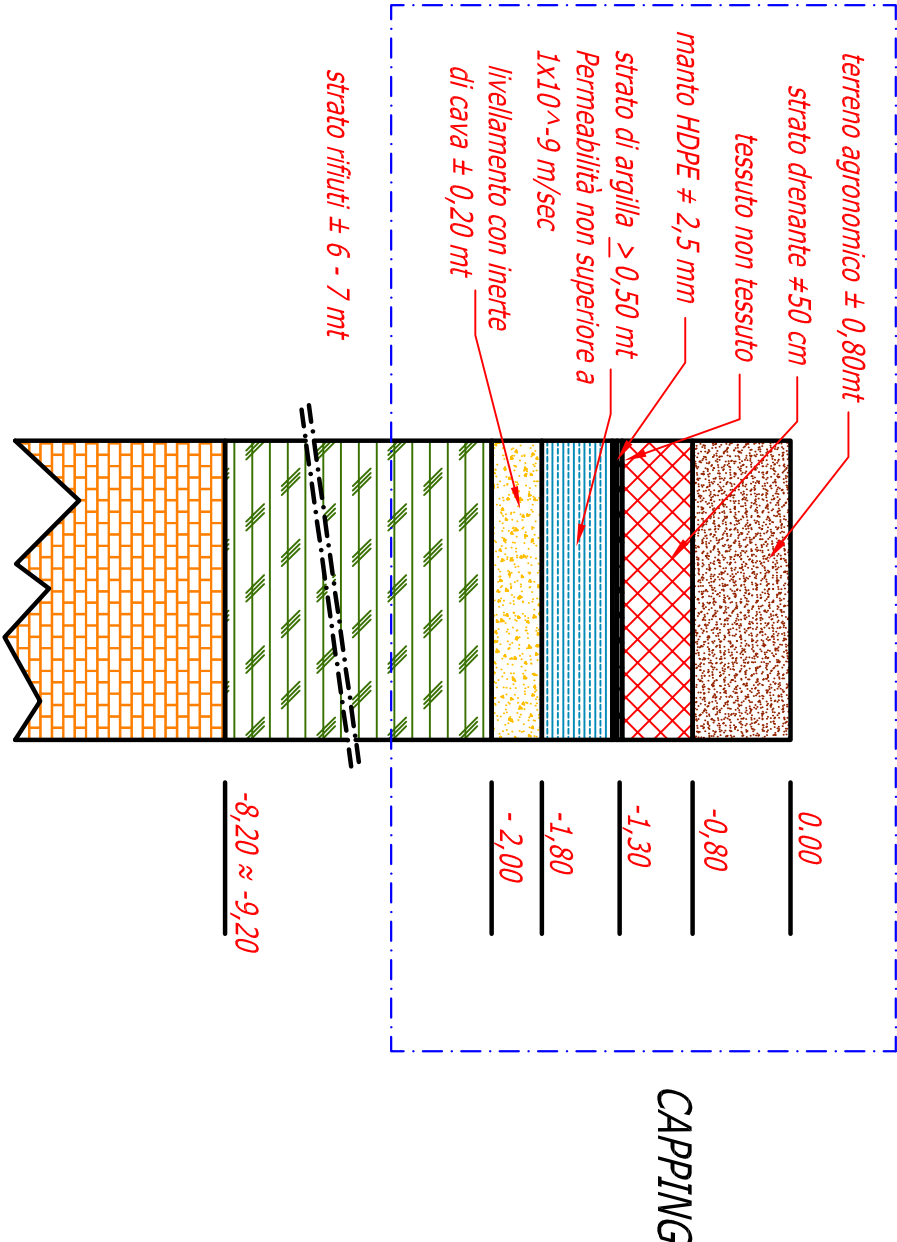 terreno agronomico ± 0,80mt
strato drenante ≠50 cm
tessuto non tessuto
manto HDPE ≠ 2,5 mm
strato di argilla ≥0,50 mt
Permeabilità non superiore a
1x10^-9 m/sec
livellamento con inerte
di cava ± 0,20 mt
strato rifiuti ± 6 - 7 mt
0.00
-0,80
-1,30
-1,80
- 2,00
-8,20 ≈ -9,20
CAPPING